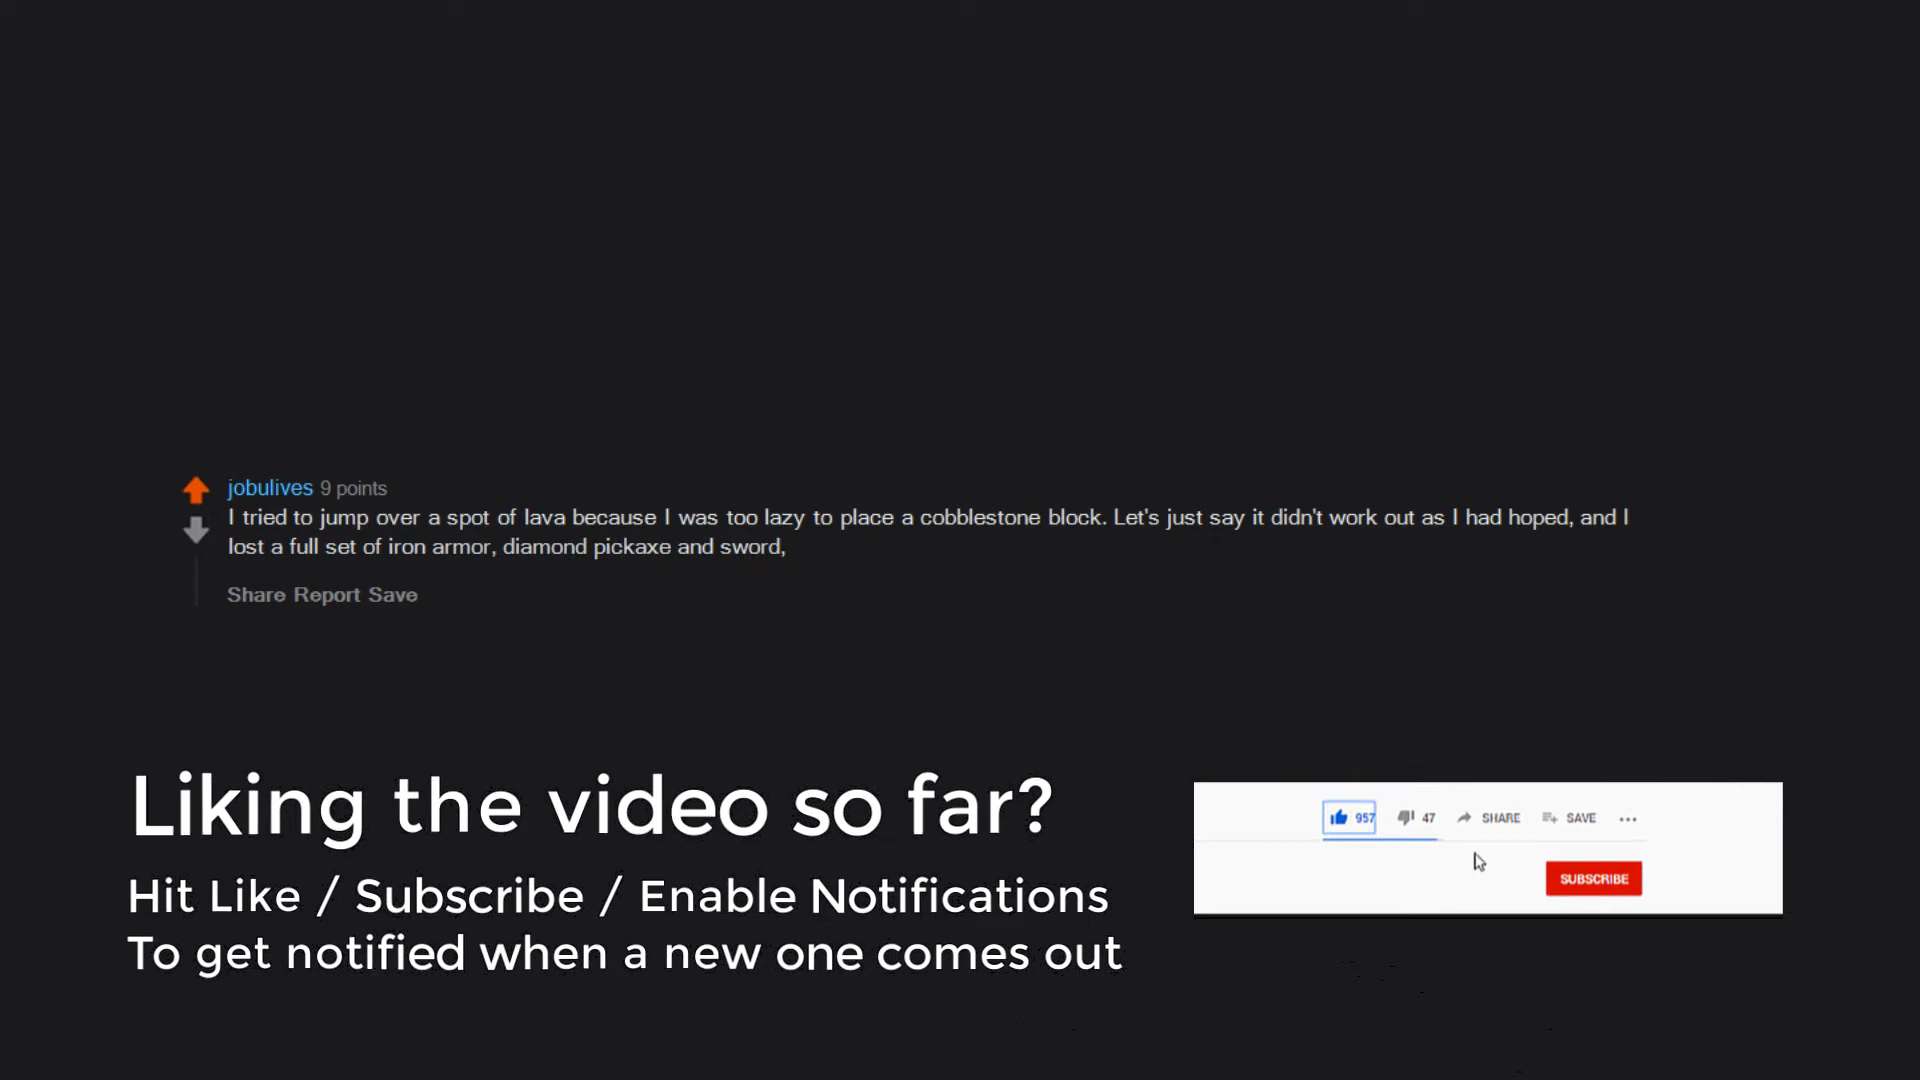 jobulives 9 points
I tried to jump over a spot of lava because I was too lazy to place a cobblestone block. Let's just say it didn't work out as I had hoped, and I
lost a full set of iron armor, diamond pickaxe and sword,
Share Report Save
Liking the video so far?
Hit Like / Subscribe / Enable Notifications
To get notified when a new one comes out
957 47 SHARE SAVE
SUBSCRIBE